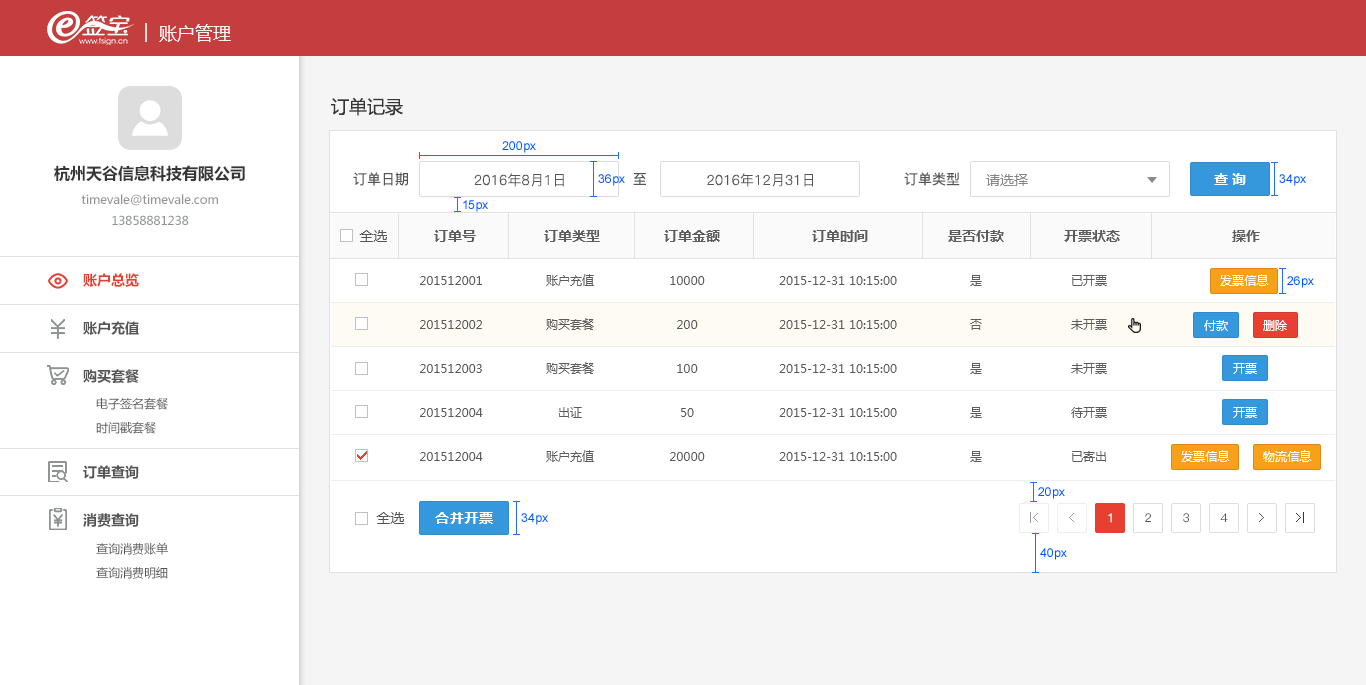 e签宝
www.tsign.cn
账户管理
杭州天谷信息科技有限公司
timevale@timevale.com
13858881238
账户总览
账户充值
购买套餐
电子签名套餐
时间戳套餐
订单查询
消费查询
查询消费账单
查询消费明细
订单记录
200px
订单日期 2016年8月1日 36px 至 2016年12月31日 订单类型 请选择 查 询 34px
15px
全选 订单号 订单类型 订单金额 订单时间 是否付款 开票状态 操作
201512001 账户充值 10000 2015-12-31 10:15:00 是 已开票 发票信息 26px
201512002 购买套餐 200 2015-12-31 10:15:00 否 未开票 付款 删除
201512003 购买套餐 100 2015-12-31 10:15:00 是 未开票 开票
201512004 出证 50 2015-12-31 10:15:00 是 待开票 开票
201512004 账户充值 20000 2015-12-31 10:15:00 是 已寄出 发票信息 物流信息
20px
全选 合并开票 34px
1 2 3 4
40px